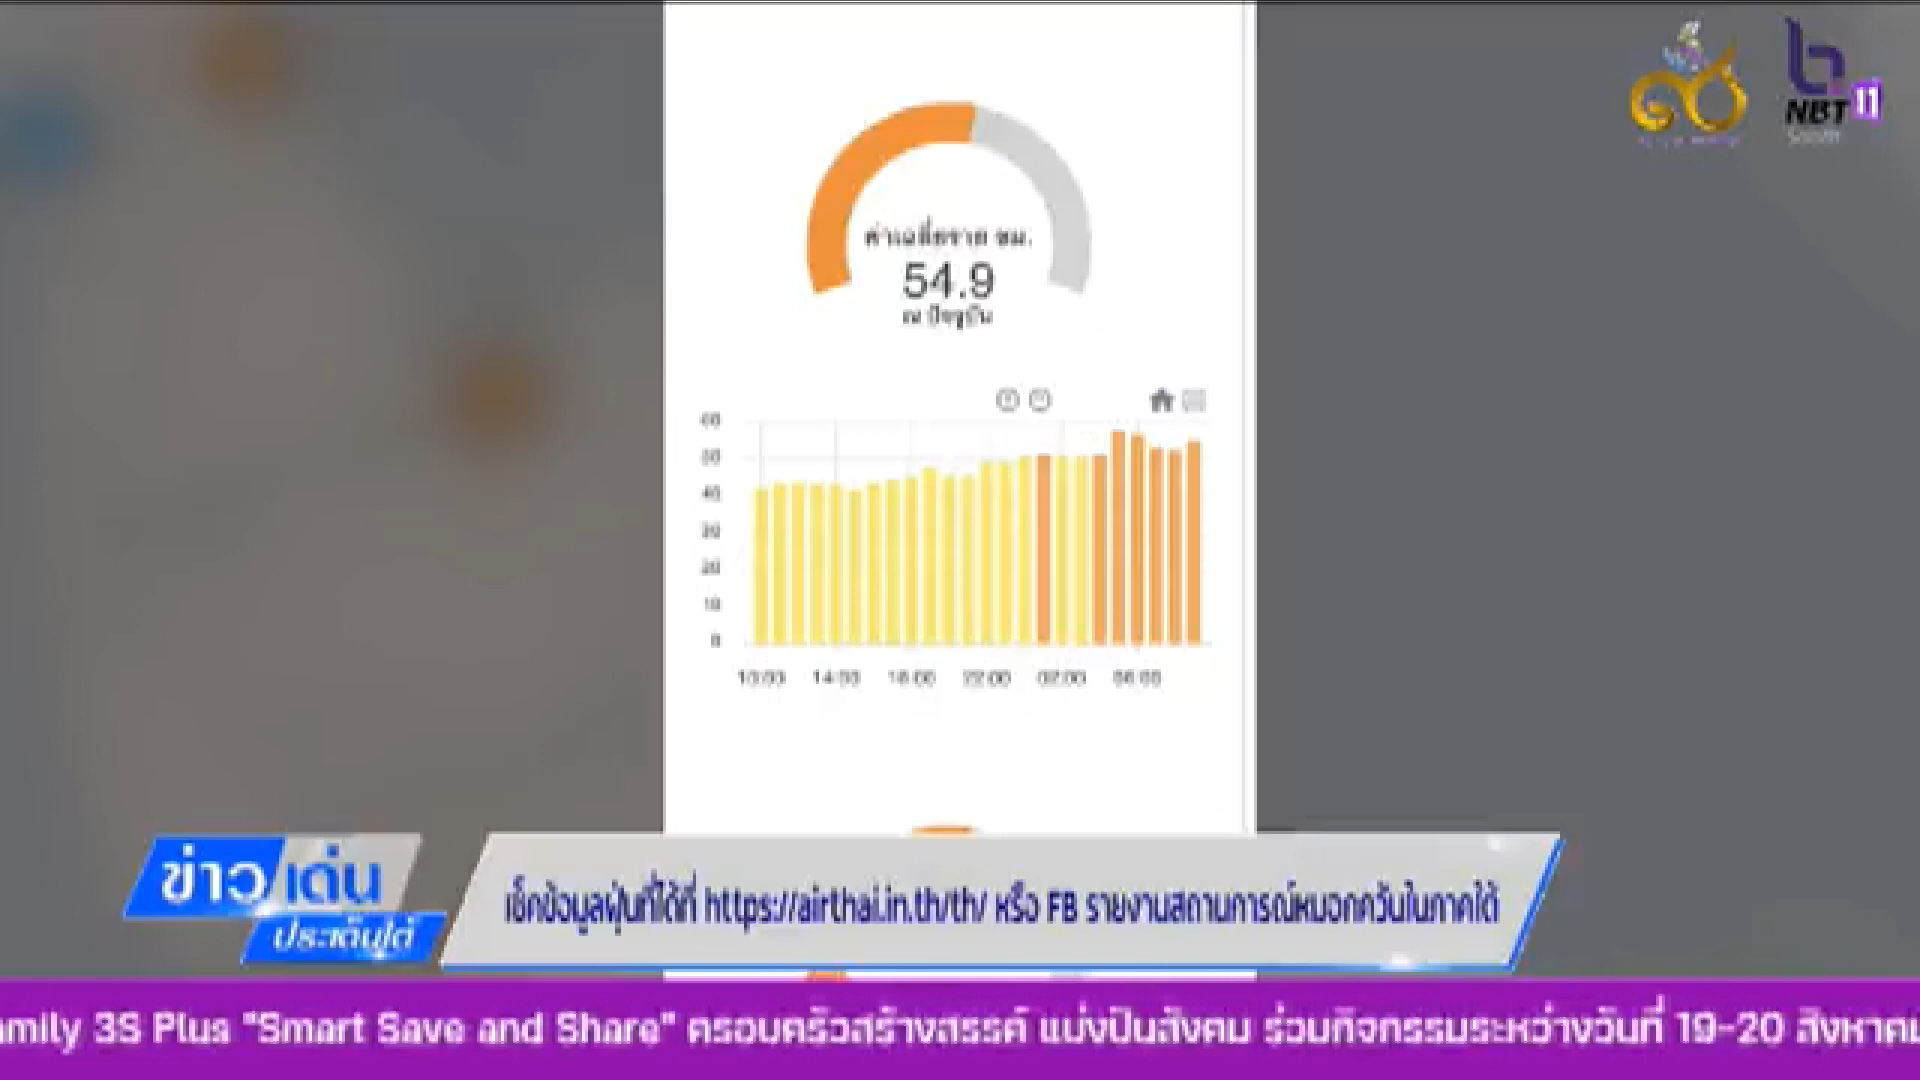 NBT 11
South
ค่าเฉลี่ยราย ชม.
54.9
ณ ปัจจุบัน
60
50
40
30
20
10
0
10:00 14:00 18:00 22:00 02:00 06:00
ข่าวเด่น
ประเด็นใต้
เช็กข้อมูลฝุ่นที่ได้ที่ https://airthai.in.th/th/ หรือ FB รายงานสถานการณ์หมอกควันในภาคใต้
amily 3S Plus "Smart Save and Share" ครอบครัวสร้างสรรค์ แบ่งปันสังคม ร่วมกิจกรรมระหว่างวันที่ 19-20 สิงหาคม